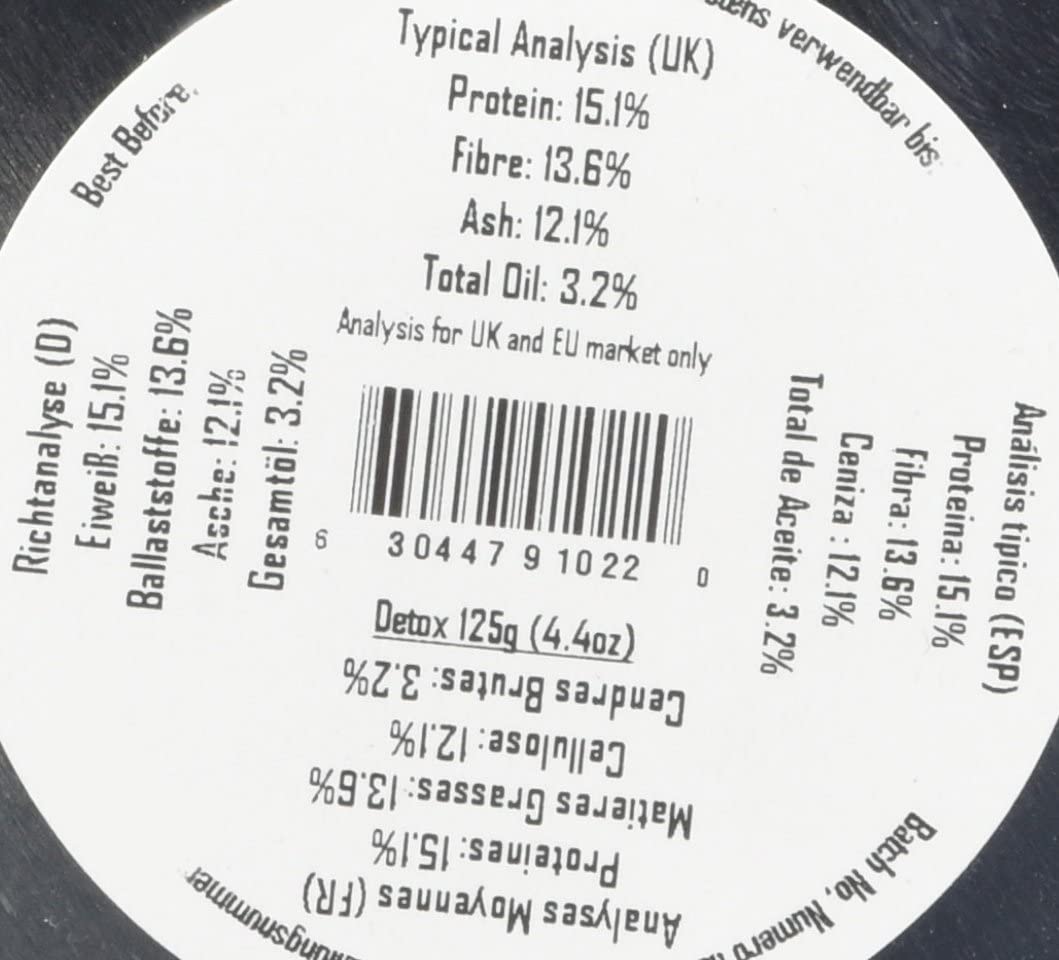 Typical Analysis (UK)
Protein: 15.1%
Fibre: 13.6%
Ash: 12.1%
Total Oil: 3.2%
Analysis for UK and EU market only
6 30447 91022 0
Detox 125g (4.4oz)
Analyses Moyennes (FR)
Proteines: 15.1%
Matieres Grasses: 13.6%
Cellulose: 12.1%
Cendres Brutes: 3.2%
Richtanalyse (D)
Eiweiß: 15.1%
Ballaststoffe: 13.6%
Asche: 12.1%
Gesamtöl: 3.2%
Análisis tipico (ESP)
Proteina: 15.1%
Fibra: 13.6%
Ceniza : 12.1%
Total de Aceite: 3.2%
Best Before:
verwendbar bis:
Batch No, Numero